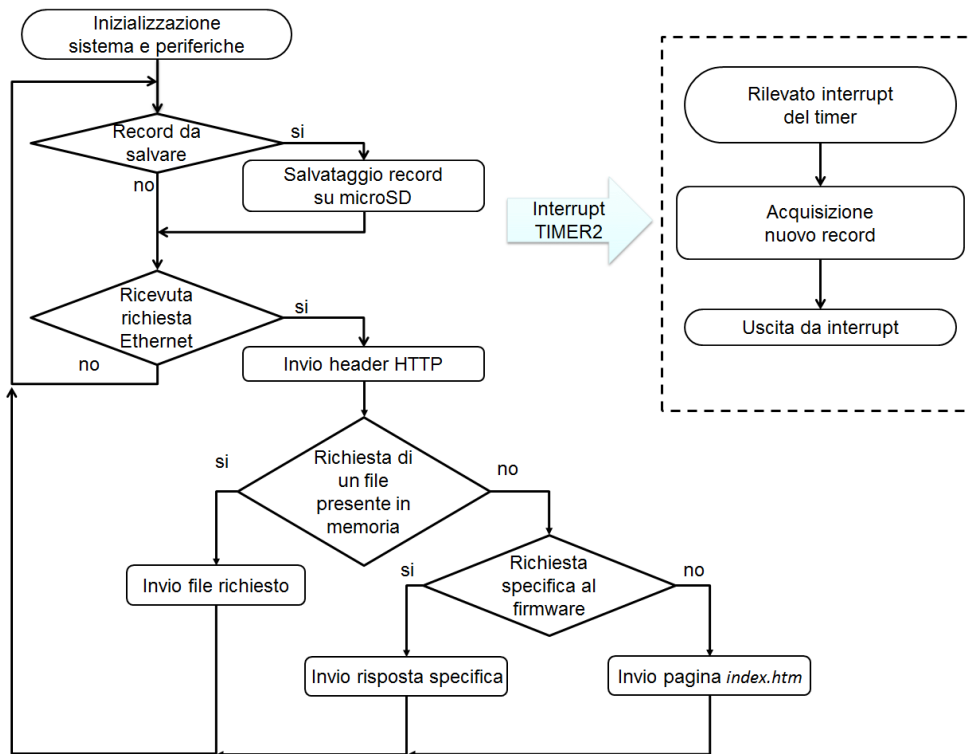 Inizializzazione
sistema e periferiche
Record da
salvare
si
no
Salvataggio record
su microSD
Ricevuta
richiesta
Ethernet
si
no
Invio header HTTP
Richiesta di
un file
presente in
memoria
si
no
Invio file richiesto
Richiesta
specifica al
firmware
si
no
Invio risposta specifica
Invio pagina index.htm
Interrupt
TIMER2
Rilevato interrupt
del timer
Acquisizione
nuovo record
Uscita da interrupt